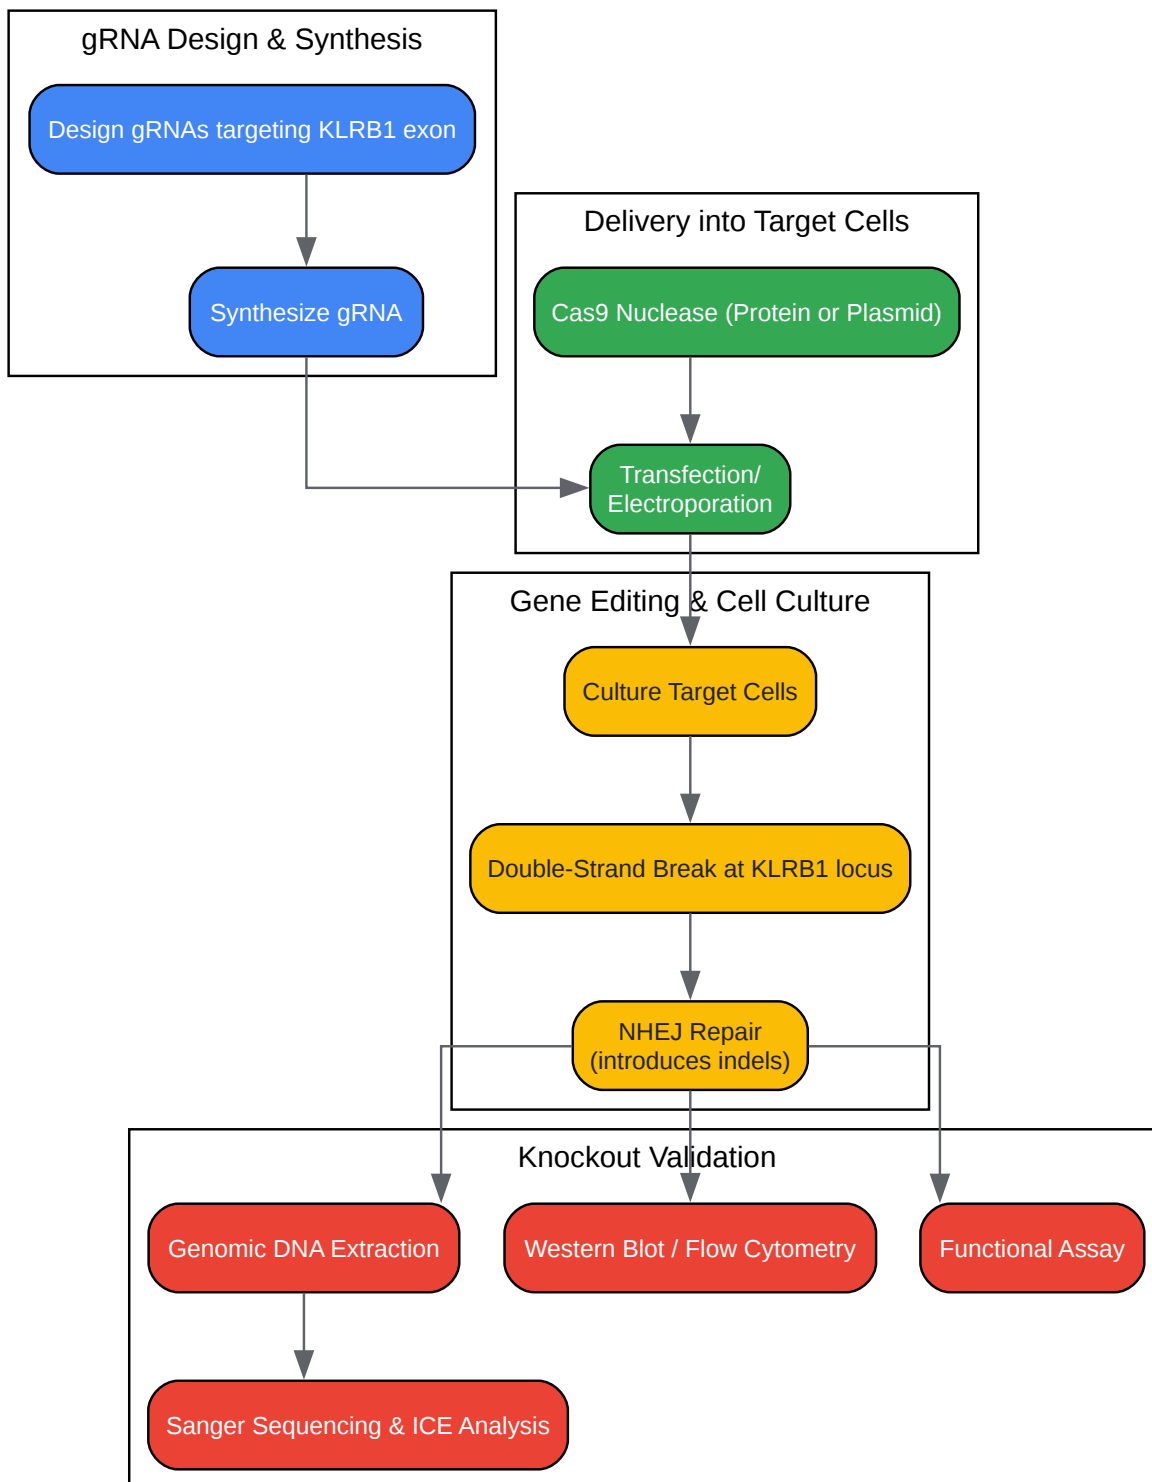 gRNA Design & Synthesis
Design gRNAs targeting KLRB1 exon
Synthesize gRNA
Delivery into Target Cells
Cas9 Nuclease (Protein or Plasmid)
Transfection/
Electroporation
Gene Editing & Cell Culture
Culture Target Cells
Double-Strand Break at KLRB1 locus
NHEJ Repair
(introduces indels)
Knockout Validation
Genomic DNA Extraction
Western Blot / Flow Cytometry
Functional Assay
Sanger Sequencing & ICE Analysis